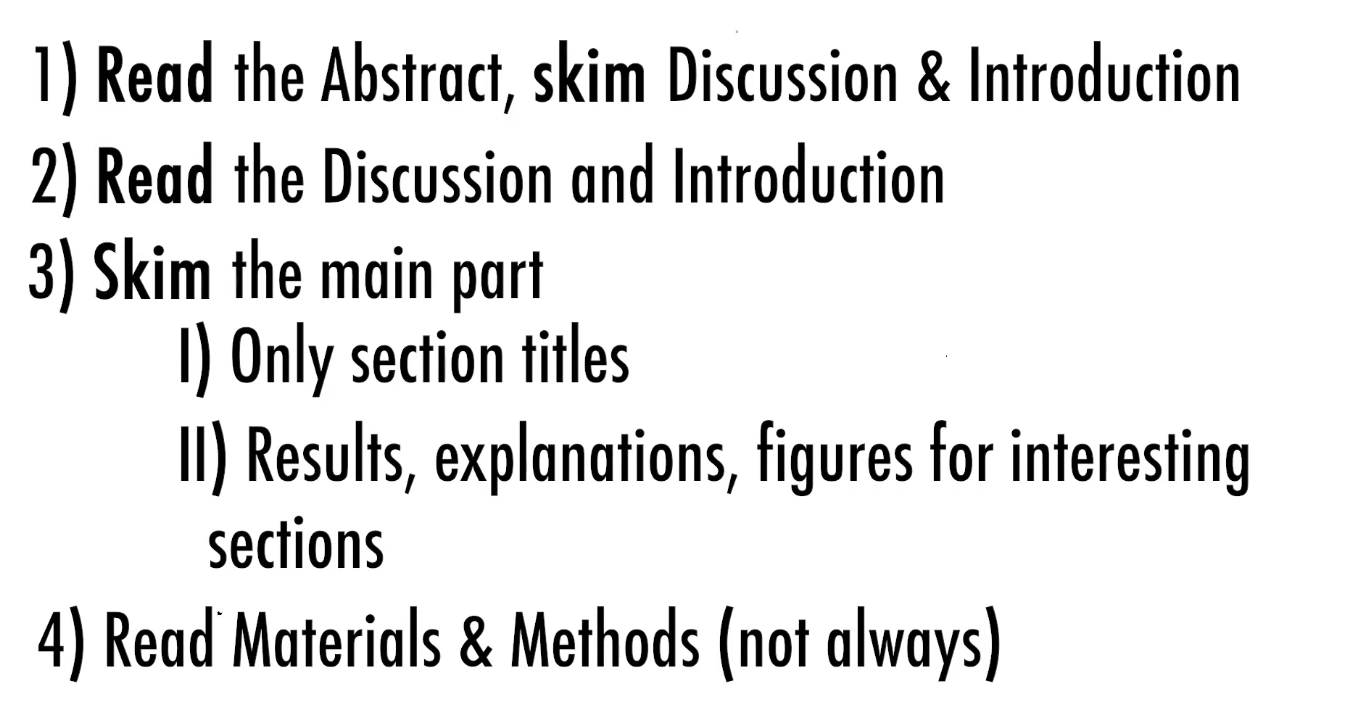 1) Read the Abstract, skim Discussion & Introduction
2) Read the Discussion and Introduction
3) Skim the main part
I) Only section titles
II) Results, explanations, figures for interesting
sections
4) Read Materials & Methods (not always)